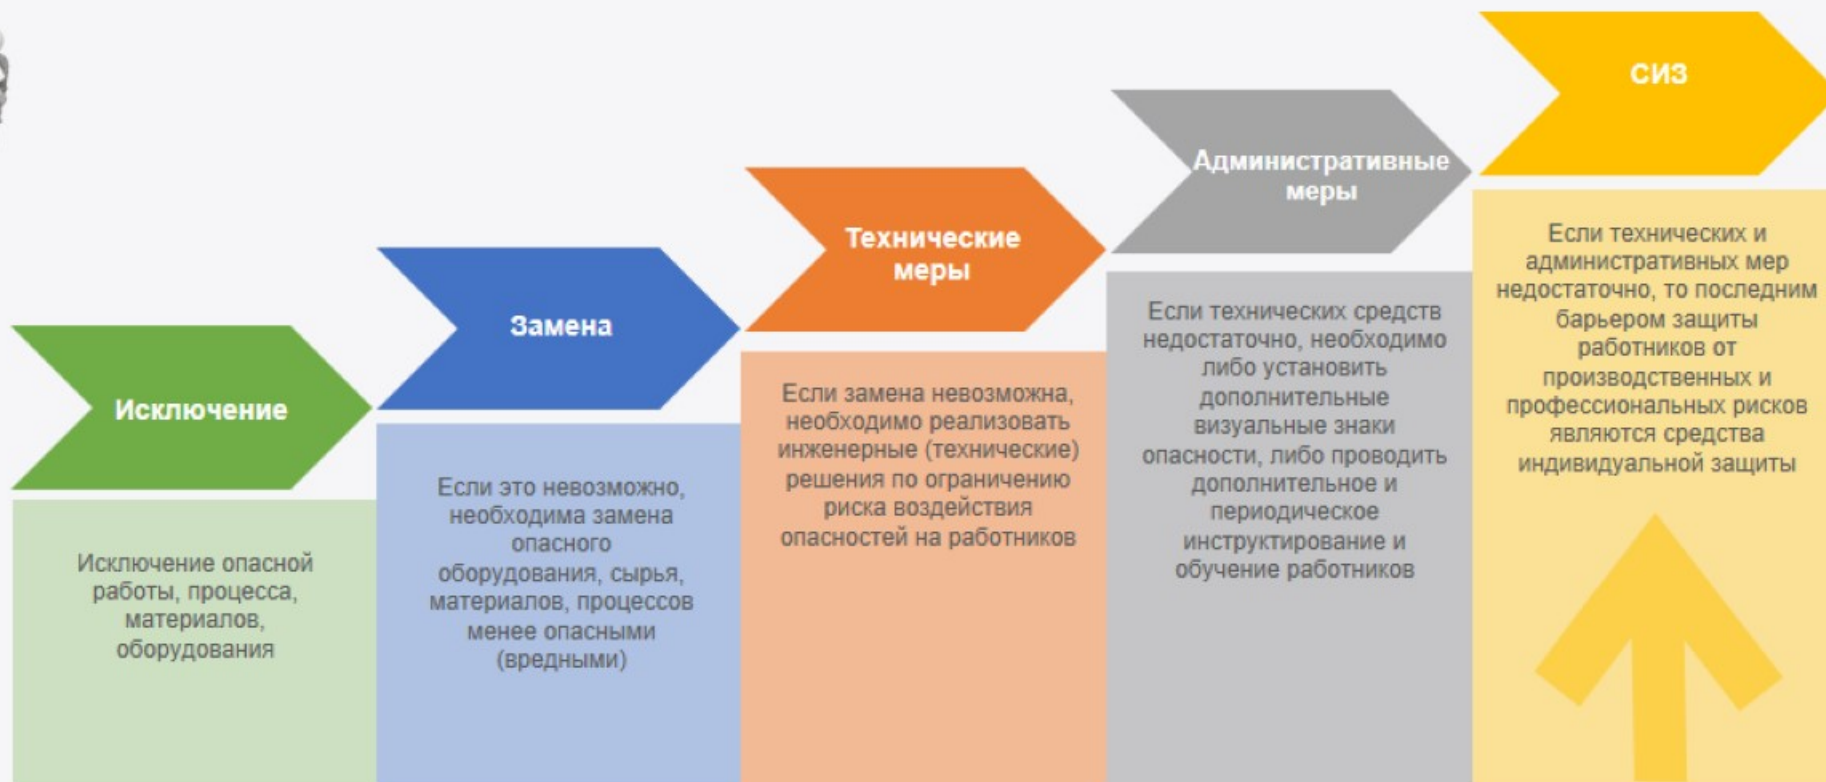 Исключение
Исключение опасной
работы, процесса,
материалов,
оборудования
Замена
Если это невозможно,
необходима замена
опасного
оборудования, сырья,
материалов, процессов
менее опасными
(вредными)
Технические
меры
Если замена невозможна,
необходимо реализовать
инженерные (технические)
решения по ограничению
риска воздействия
опасностей на работников
Административные
меры
Если технических средств
недостаточно, необходимо
либо установить
дополнительные
визуальные знаки
опасности, либо проводить
дополнительное и
периодическое
инструктирование и
обучение работников
СИЗ
Если технических и
административных мер
недостаточно, то последним
барьером защиты
работников от
производственных и
профессиональных рисков
являются средства
индивидуальной защиты